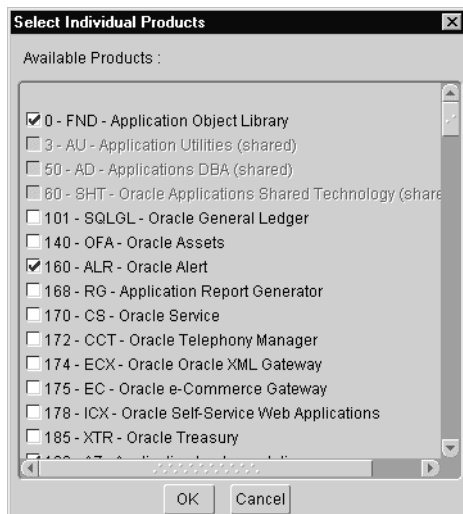 Select Individual Products
Available Products :
0 - FND - Application Object Library
3 - AU - Application Utilities (shared)
50 - AD - Applications DBA (shared)
60 - SHT - Oracle Applications Shared Technology (share
101 - SQLGL - Oracle General Ledger
140 - OFA - Oracle Assets
160 - ALR - Oracle Alert
168 - RG - Application Report Generator
170 - CS - Oracle Service
172 - CCT - Oracle Telephony Manager
174 - ECX - Oracle Oracle XML Gateway
175 - EC - Oracle e-Commerce Gateway
178 - ICX - Oracle Self-Service Web Applications
185 - XTR - Oracle Treasury
OK Cancel